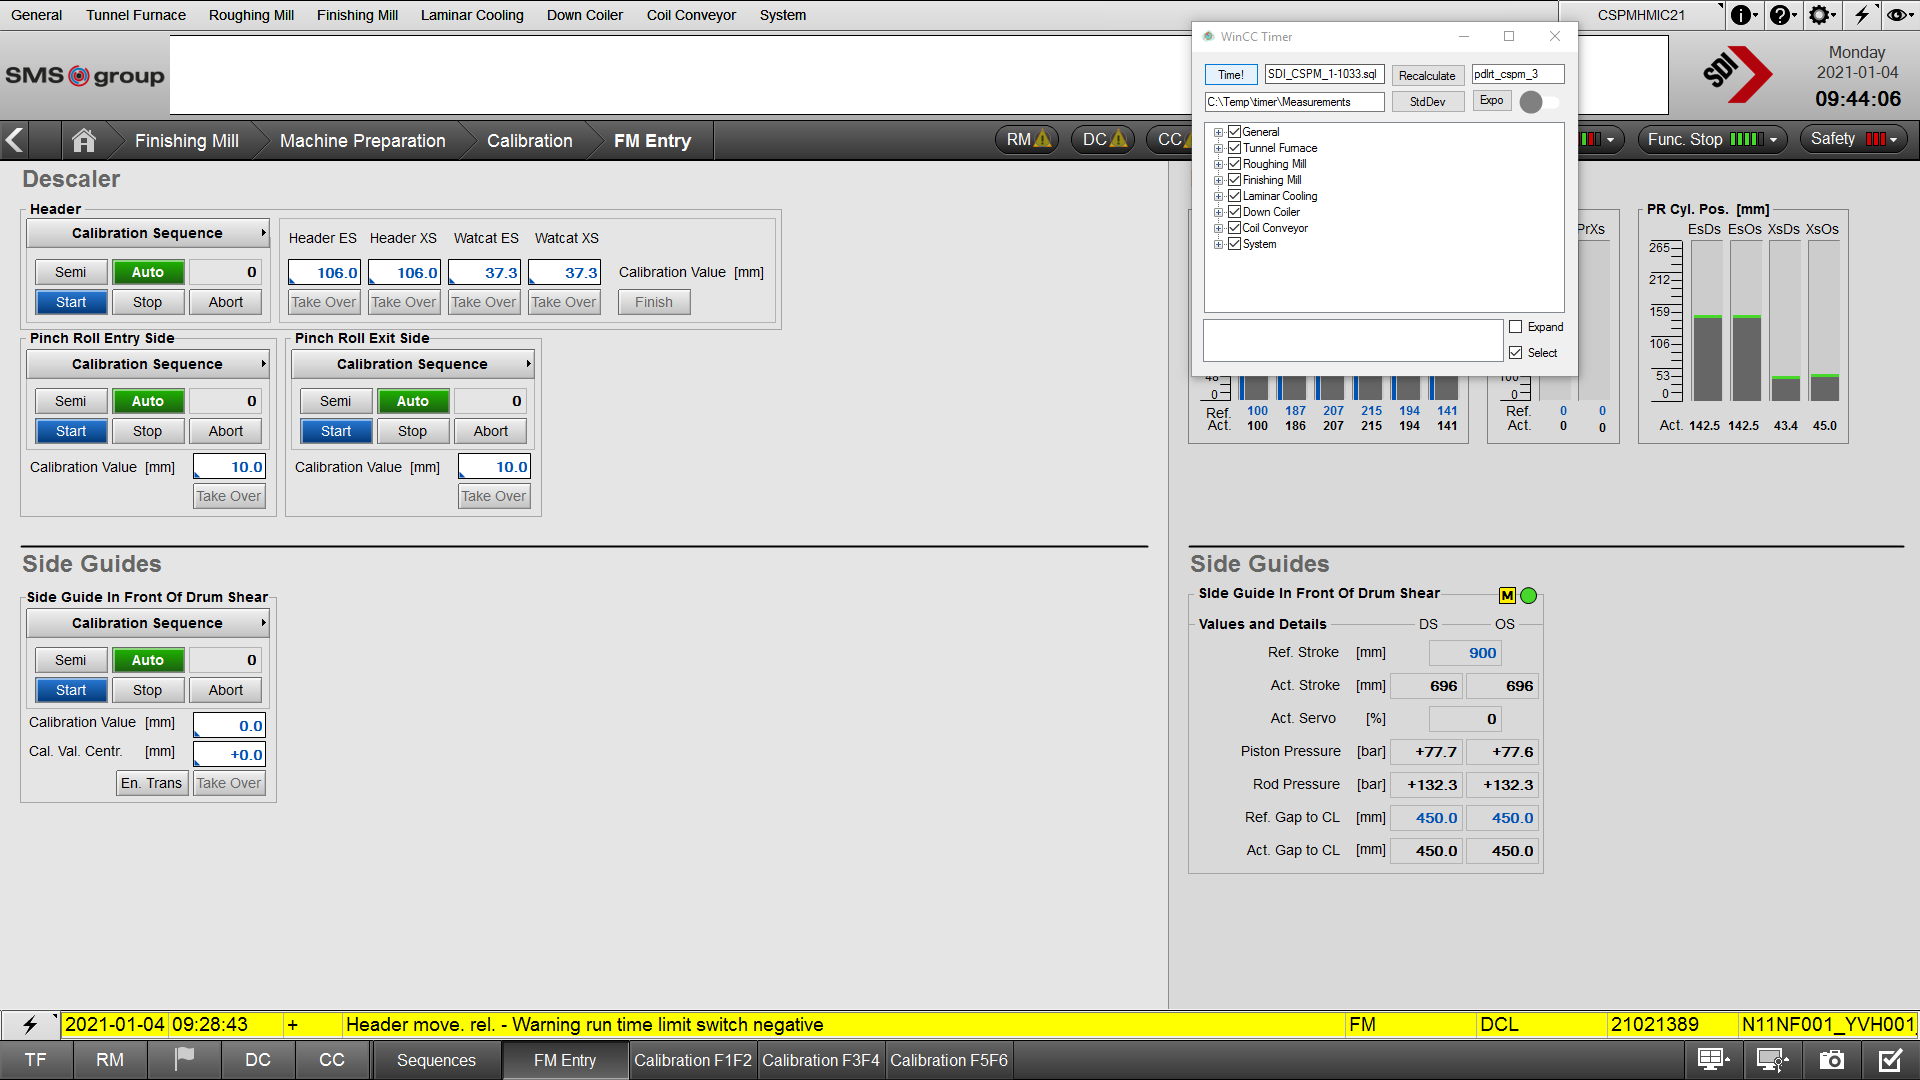 General Tunnel Furnace Roughing Mill Finishing Mill Laminar Cooling Down Coiler Coil Conveyor System CSPMHMIC21
SMS group
SDI
Monday
2021-01-04
09:44:06
WinCC Timer
Time! SDI_CSPM_1-1033.sql Recalculate pdlrt_cspm_3
C:\Temp\timer\Measurements StdDev Expo
General
Tunnel Furnace
Roughing Mill
Finishing Mill
Laminar Cooling
Down Coiler
Coil Conveyor
System
Expand
Select
Finishing Mill Machine Preparation Calibration FM Entry RM DC CC Func. Stop Safety
Descaler
Header
Calibration Sequence
Semi Auto 0
Start Stop Abort
Header ES Header XS Watcat ES Watcat XS
106.0 106.0 37.3 37.3 Calibration Value [mm]
Take Over Take Over Take Over Take Over Finish
Pinch Roll Entry Side
Calibration Sequence
Semi Auto 0
Start Stop Abort
Calibration Value [mm] 10.0
Take Over
Pinch Roll Exit Side
Calibration Sequence
Semi Auto 0
Start Stop Abort
Calibration Value [mm] 10.0
Take Over
0
Ref. 100 187 207 215 194 141
Act. 100 186 207 215 194 141
PrXs
0
Ref. 0 0
Act. 0 0
PR Cyl. Pos. [mm]
EsDs EsOs XsDs XsOs
265
212
159
106
53
0
Act. 142.5 142.5 43.4 45.0
Side Guides
Side Guide In Front Of Drum Shear
Calibration Sequence
Semi Auto 0
Start Stop Abort
Calibration Value [mm] 0.0
Cal. Val. Centr. [mm] +0.0
En. Trans Take Over
Side Guides
SIde Guide In Front Of Drum Shear M
Values and Details DS OS
Ref. Stroke [mm] 900
Act. Stroke [mm] 696 696
Act. Servo [%] 0
Piston Pressure [bar] +77.7 +77.6
Rod Pressure [bar] +132.3 +132.3
Ref. Gap to CL [mm] 450.0 450.0
Act. Gap to CL [mm] 450.0 450.0
2021-01-04 09:28:43 + Header move. rel. - Warning run time limit switch negative FM DCL 21021389 N11NF001_YVH001
TF RM DC CC Sequences FM Entry Calibration F1F2 Calibration F3F4 Calibration F5F6